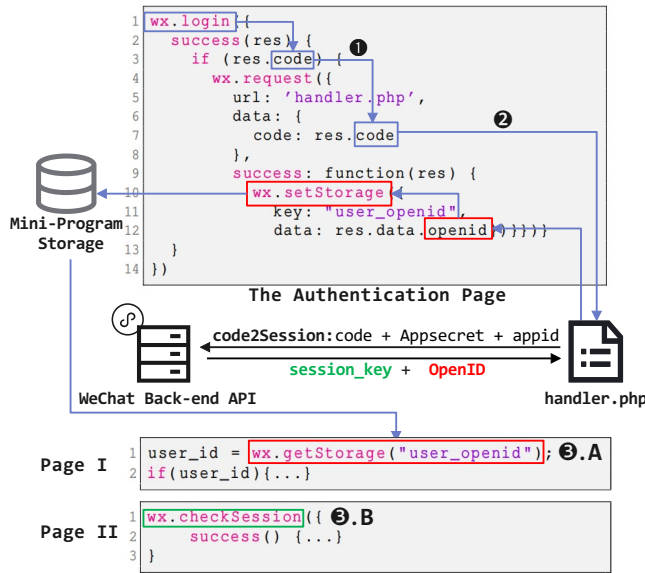 1 wx.login({
2 success(res) {
3 if (res.code) { ❶
4 wx.request({
5 url: 'handler.php',
6 data: {
7 code: res.code ❷
8 },
9 success: function(res) {
10 wx.setStorage({
11 key: "user_openid",
12 data: res.data.openid})}})}
13 }
14 })
Mini-Program
Storage
The Authentication Page
code2Session:code + Appsecret + appid
session_key + OpenID
WeChat Back-end API
handler.php
Page I
1 user_id = wx.getStorage("user_openid"); ❸.A
2 if(user_id){...}
Page II
1 wx.checkSession({ ❸.B
2 success() {...}
3 }